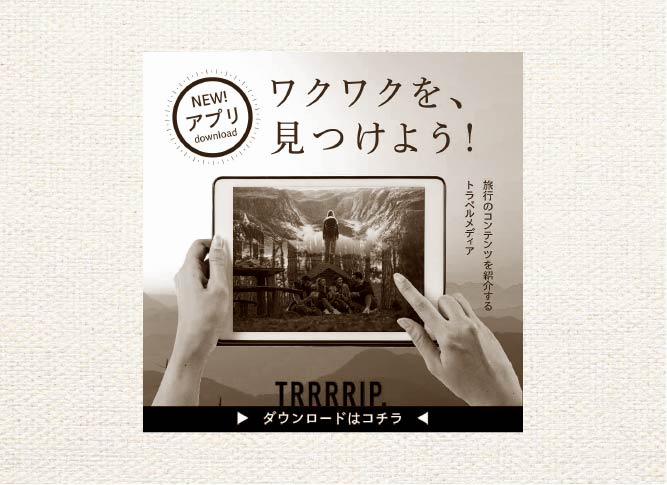 NEW!
アプリ
download
ワクワクを、
見つけよう!
旅行のコンテンツを紹介する
トラベルメディア
TRRRRIP.
▶ ダウンロードはコチラ ◀